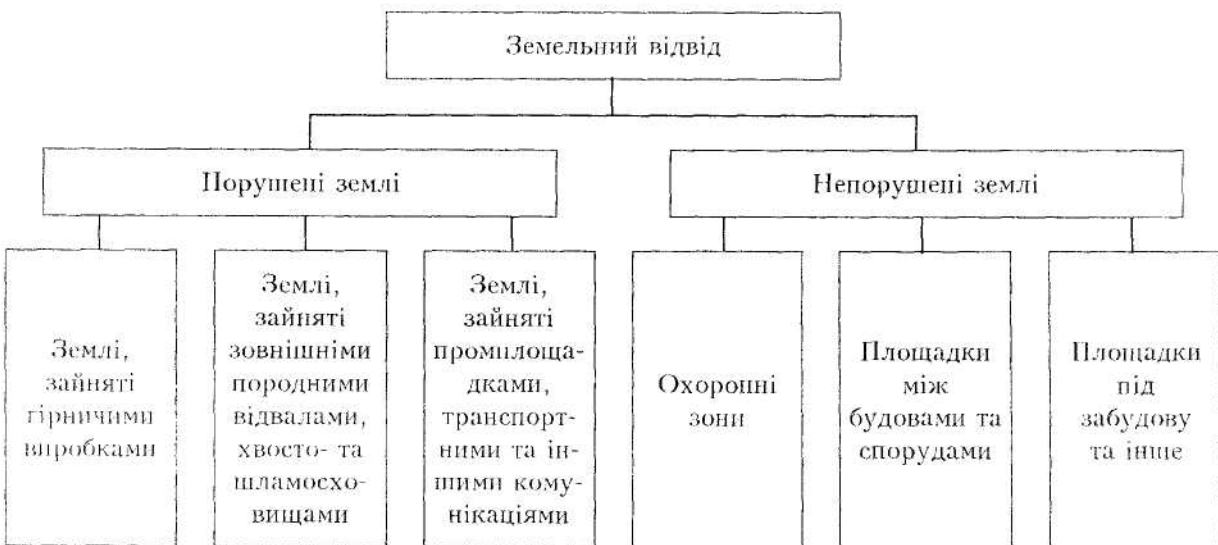 Земельний відвід
Порушені землі
Непорушені землі
Землі,
зайняті
гірничими
виробками
Землі,
зайняті
зовнішніми
породними
відвалами,
хвосто- та
шламосхо-
вищами
Землі,
зайняті
промплоща-
дками,
транспорт-
ними та ін-
шими кому-
нікаціями
Охоронні
зони
Площадки
між
будовами та
спорудами
Площадки
під
забудову
та інше